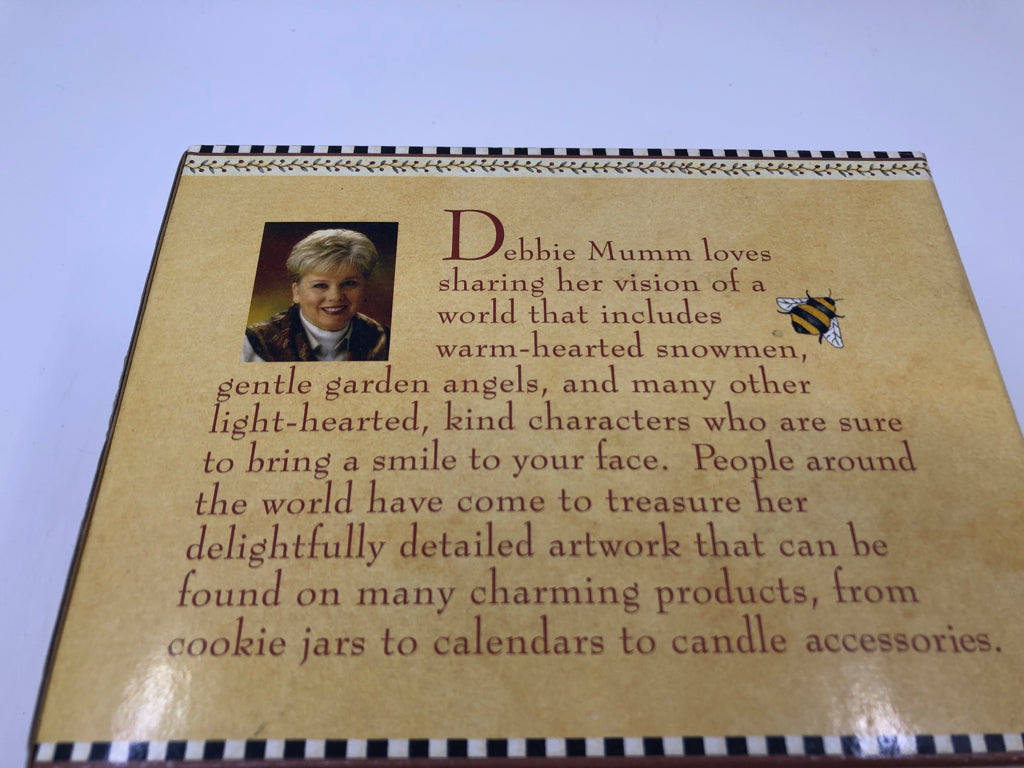 Debbie Mumm loves
sharing her vision of a
world that includes
warm-hearted snowmen,
gentle garden angels, and many other
light-hearted, kind characters who are sure
to bring a smile to your face. People around
the world have come to treasure her
delightfully detailed artwork that can be
found on many charming products, from
cookie jars to calendars to candle accessories.